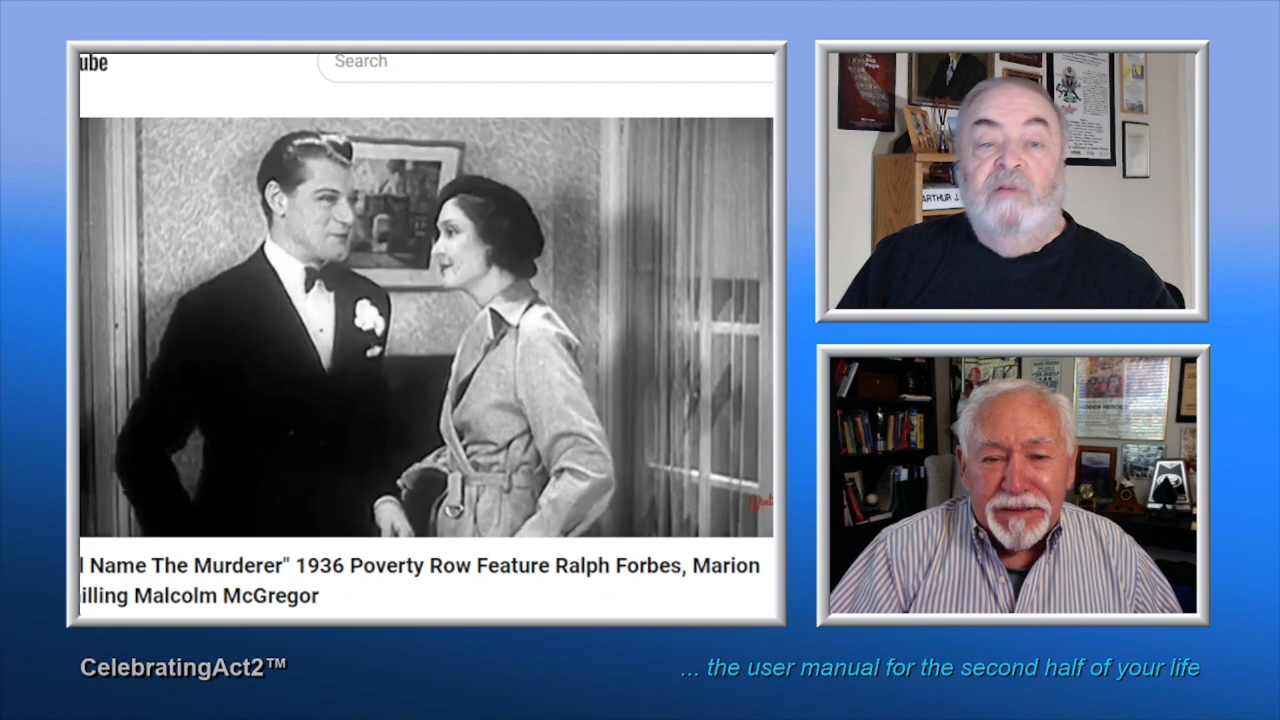 ube
Search
l Name The Murderer" 1936 Poverty Row Feature Ralph Forbes, Marion
illing Malcolm McGregor
ARTHUR J.
CelebratingAct2™
... the user manual for the second half of your life